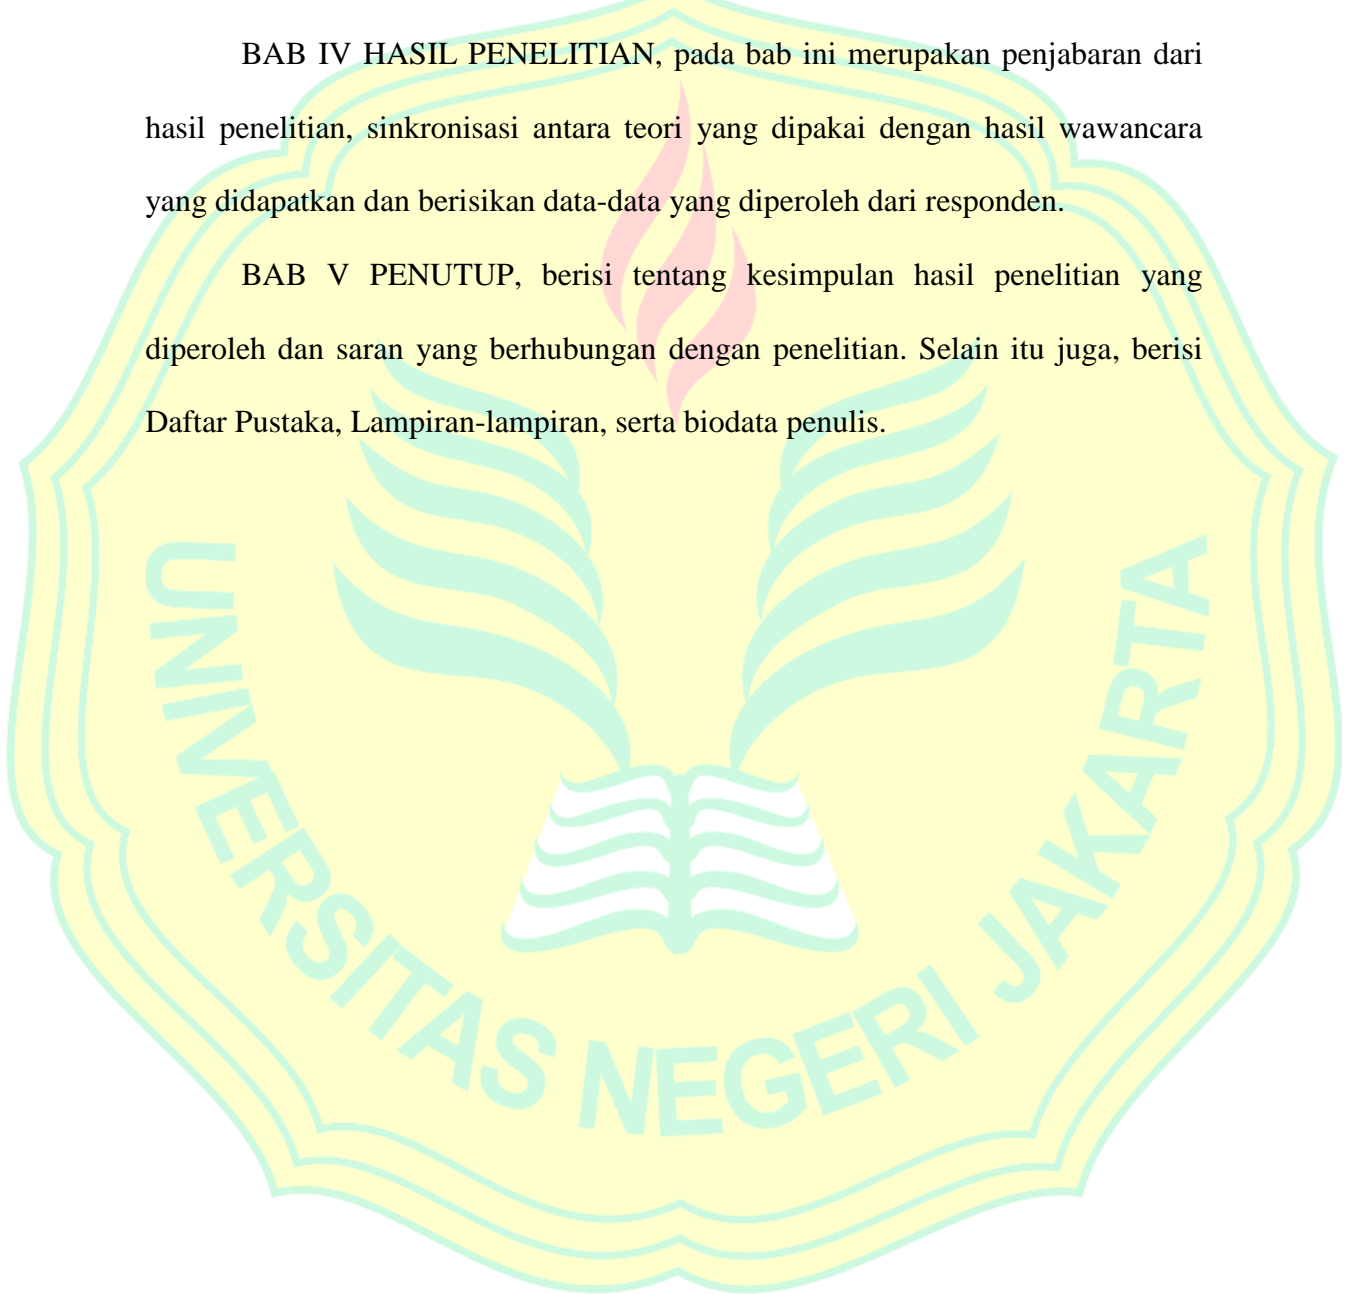 BAB IV HASIL PENELITIAN, pada bab ini merupakan penjabaran dari
hasil penelitian, sinkronisasi antara teori yang dipakai dengan hasil wawancara
yang didapatkan dan berisikan data-data yang diperoleh dari responden.
BAB V PENUTUP, berisi tentang kesimpulan hasil penelitian yang
diperoleh dan saran yang berhubungan dengan penelitian. Selain itu juga, berisi
Daftar Pustaka, Lampiran-lampiran, serta biodata penulis.
UNIVERSITAS NEGERI JAKARTA